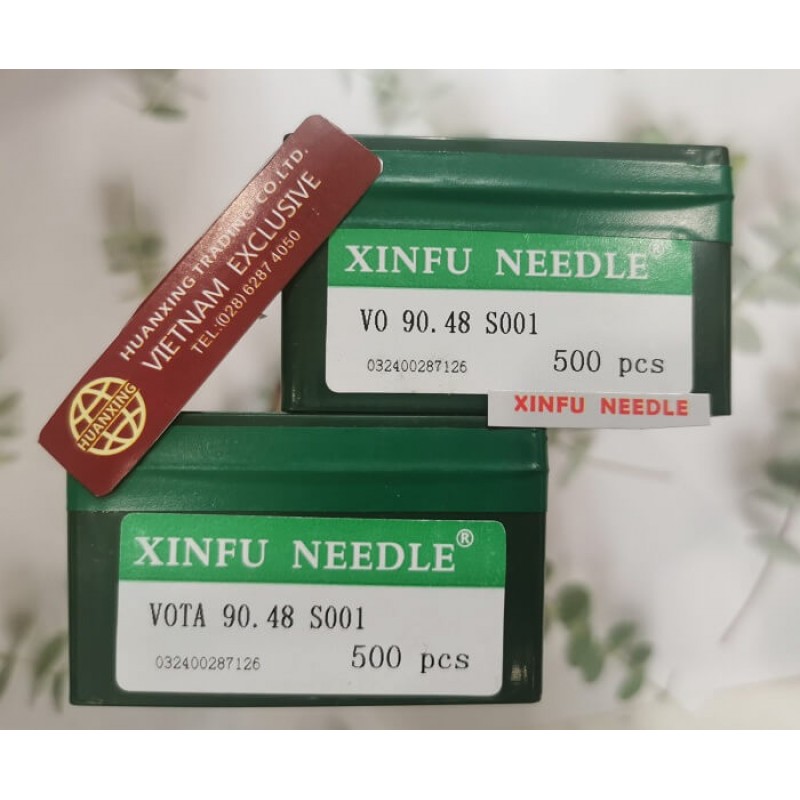 HUANXING TRADING CO.LTD.
VIETNAM EXCLUSIVE
TEL:(028)6287 4050
HUANXING
XINFU NEEDLE
VO 90.48 S001
032400287126 500 pcs
XINFU NEEDLE
XINFU NEEDLE®
VOTA 90.48 S001
032400287126 500 pcs